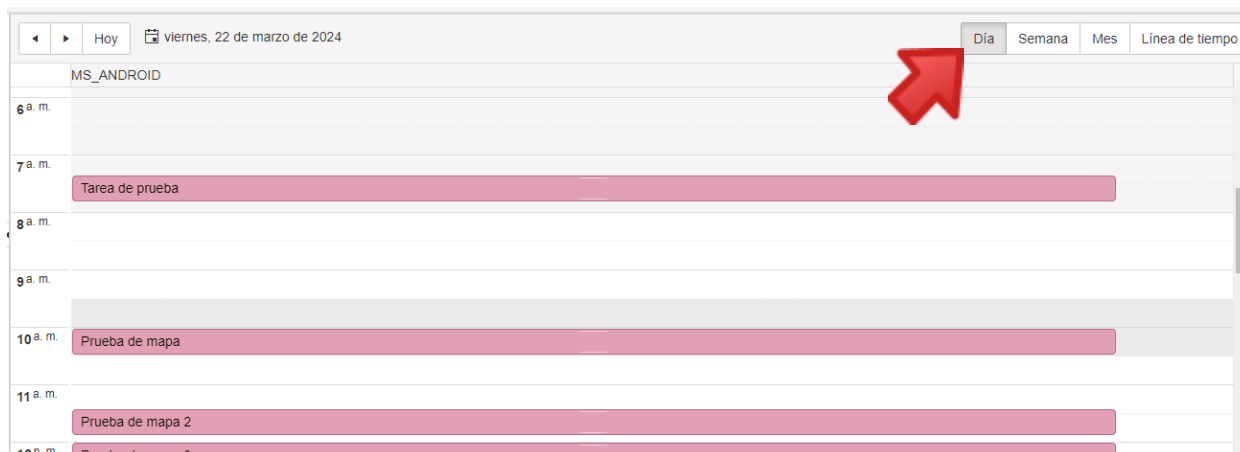 Hoy viernes, 22 de marzo de 2024 Día Semana Mes Línea de tiempo
MS_ANDROID
6 a. m.
7 a. m.
Tarea de prueba
8 a. m.
9 a. m.
10 a. m. Prueba de mapa
11 a. m.
Prueba de mapa 2